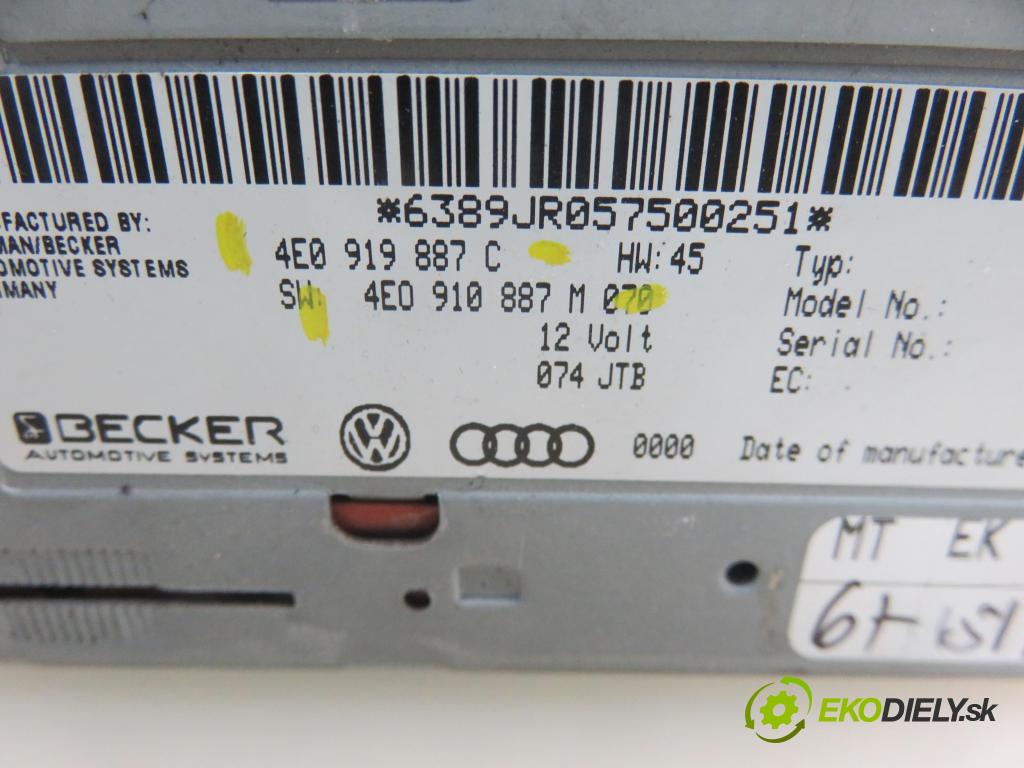 *6389JR057500251*
UFACTURED BY:
MAN/BECKER
OMOTIVE SYSTEMS
MANY
4E0 919 887 C HW: 45
SW: 4E0 910 887 M 070
12 Volt
074 JTB
Typ:
Model No.:
Serial No.:
EC:
BECKER
AUTOMOTIVE SYSTEMS
0000
Date of manufacture
MT EK
EKODIELY.sk